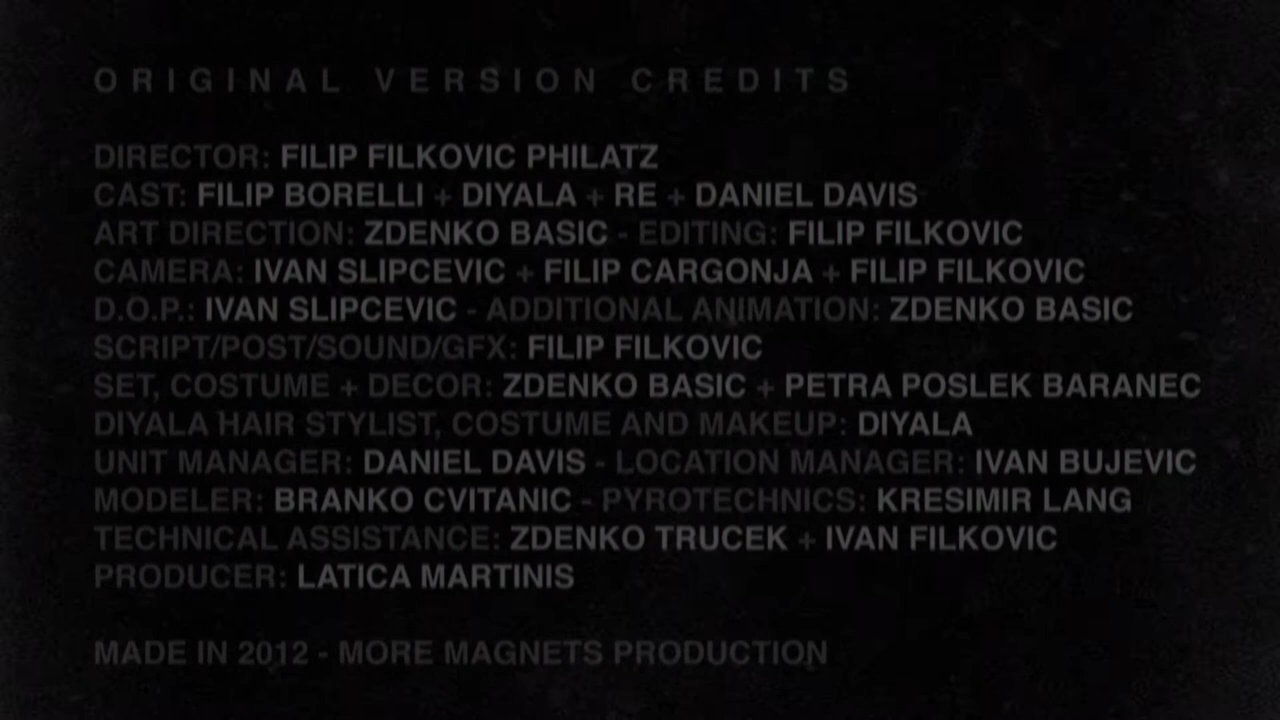 ORIGINAL VERSION CREDITS
DIRECTOR: FILIP FILKOVIC PHILATZ
CAST: FILIP BORELLI + DIYALA + RE + DANIEL DAVIS
ART DIRECTION: ZDENKO BASIC - EDITING: FILIP FILKOVIC
CAMERA: IVAN SLIPCEVIC + FILIP CARGONJA + FILIP FILKOVIC
D.O.P.: IVAN SLIPCEVIC - ADDITIONAL ANIMATION: ZDENKO BASIC
SCRIPT/POST/SOUND/GFX: FILIP FILKOVIC
SET, COSTUME + DECOR: ZDENKO BASIC + PETRA POSLEK BARANEC
DIYALA HAIR STYLIST, COSTUME AND MAKEUP: DIYALA
UNIT MANAGER: DANIEL DAVIS - LOCATION MANAGER: IVAN BUJEVIC
MODELER: BRANKO CVITANIC - PYROTECHNICS: KRESIMIR LANG
TECHNICAL ASSISTANCE: ZDENKO TRUCEK + IVAN FILKOVIC
PRODUCER: LATICA MARTINIS
MADE IN 2012 - MORE MAGNETS PRODUCTION